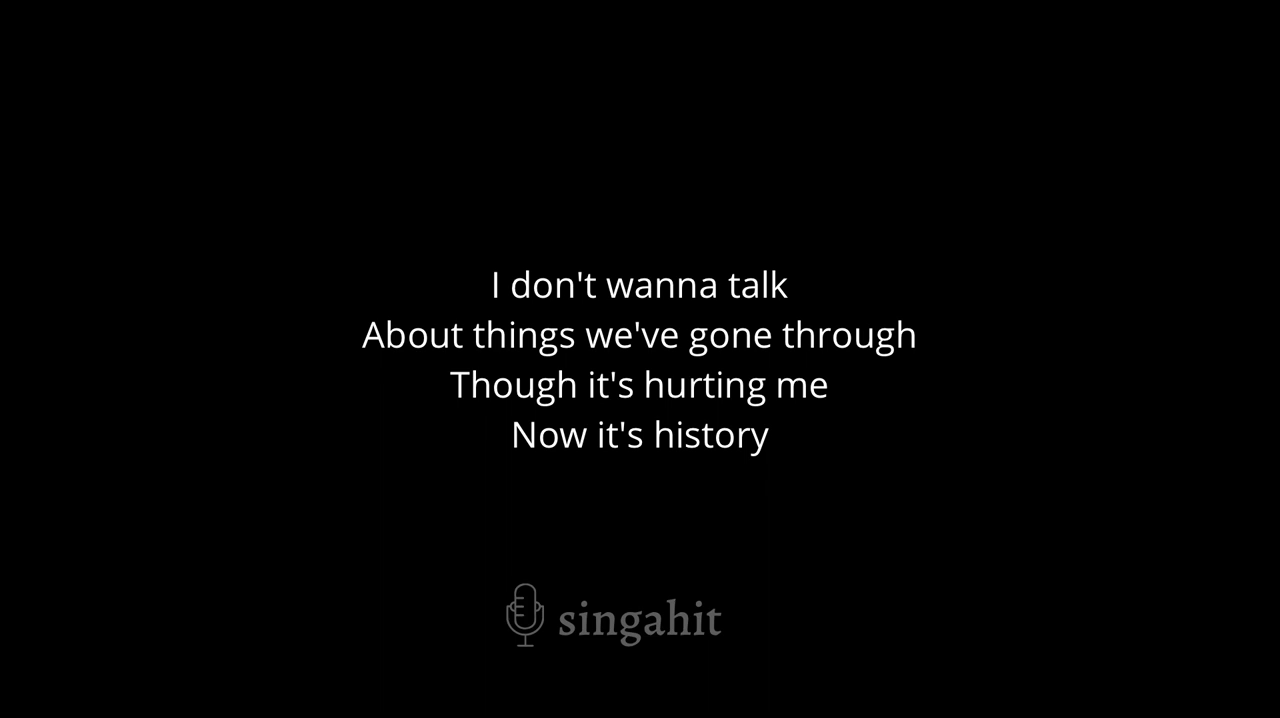 I don't wanna talk
About things we've gone through
Though it's hurting me
Now it's history
singahit